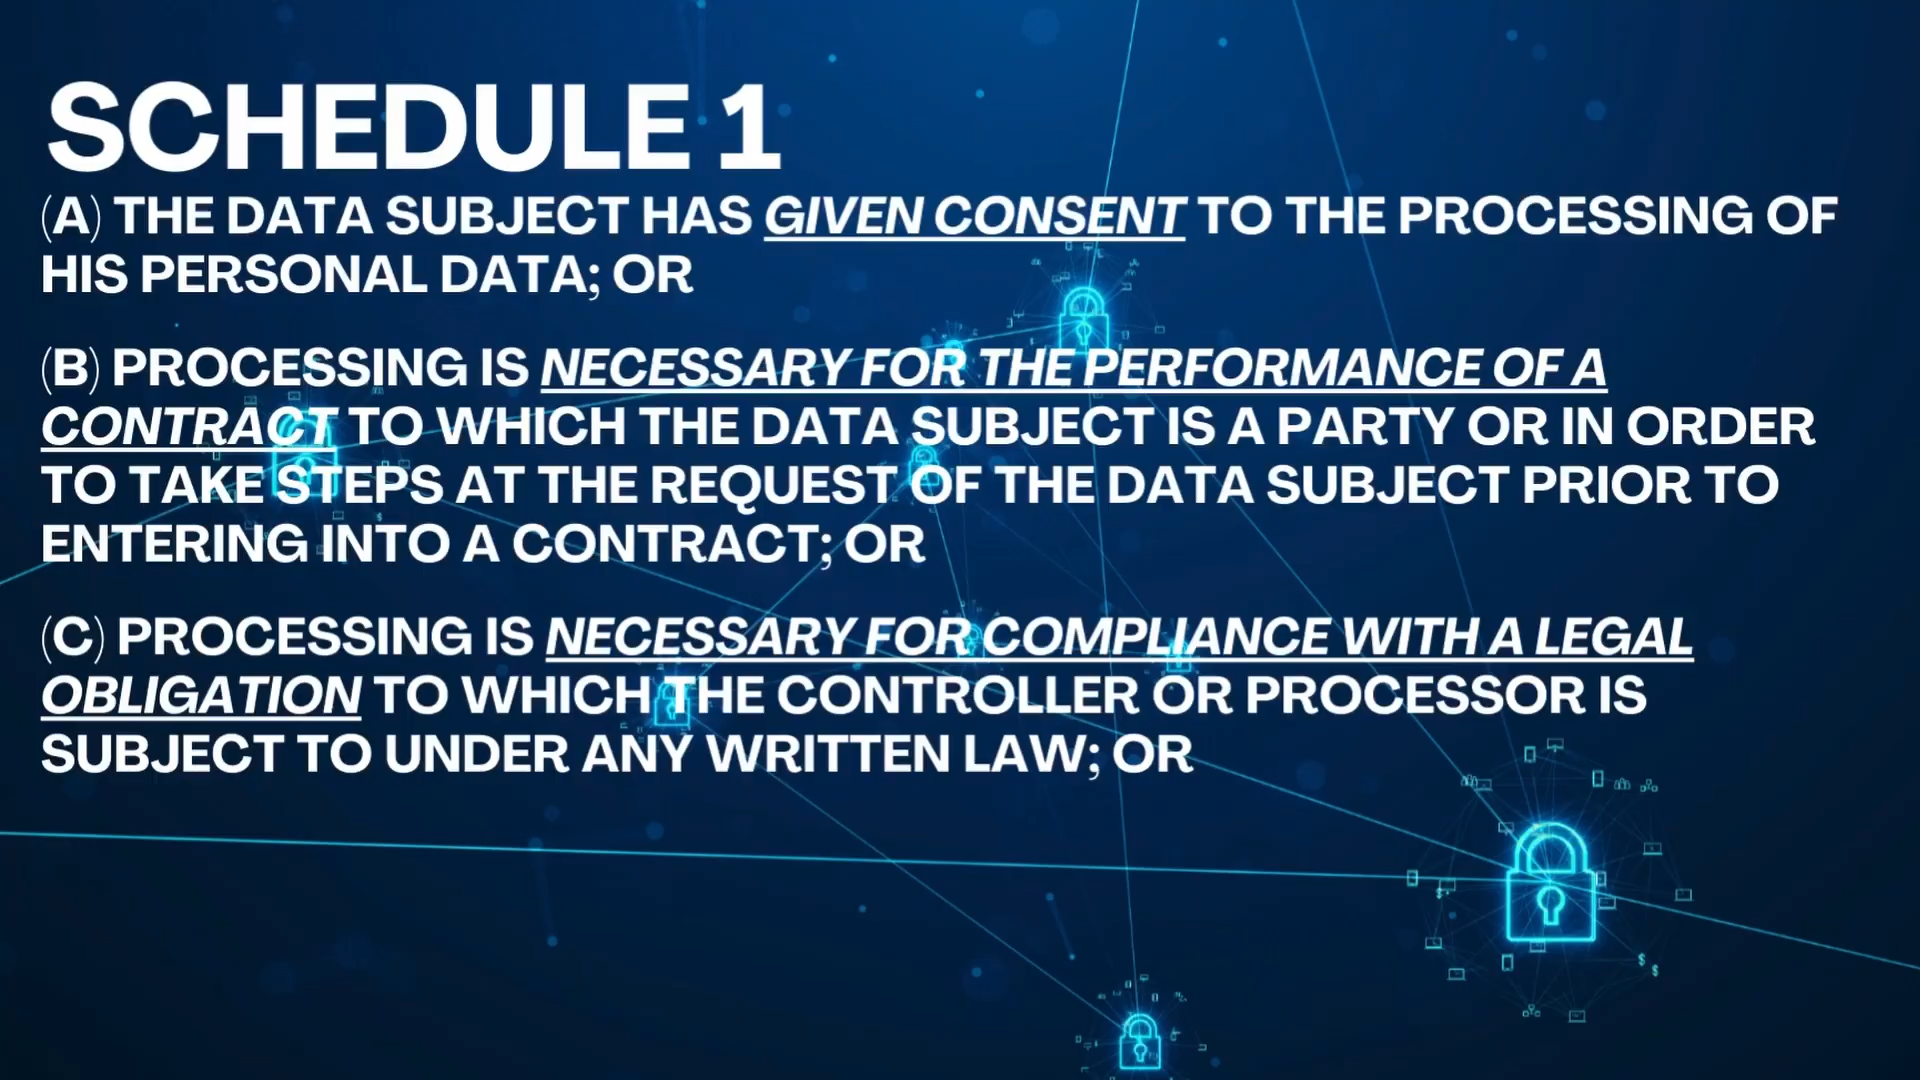 SCHEDULE 1
(A) THE DATA SUBJECT HAS GIVEN CONSENT TO THE PROCESSING OF
HIS PERSONAL DATA; OR
(B) PROCESSING IS NECESSARY FOR THE PERFORMANCE OF A
CONTRACT TO WHICH THE DATA SUBJECT IS A PARTY OR IN ORDER
TO TAKE STEPS AT THE REQUEST OF THE DATA SUBJECT PRIOR TO
ENTERING INTO A CONTRACT; OR
(C) PROCESSING IS NECESSARY FOR COMPLIANCE WITH A LEGAL
OBLIGATION TO WHICH THE CONTROLLER OR PROCESSOR IS
SUBJECT TO UNDER ANY WRITTEN LAW; OR